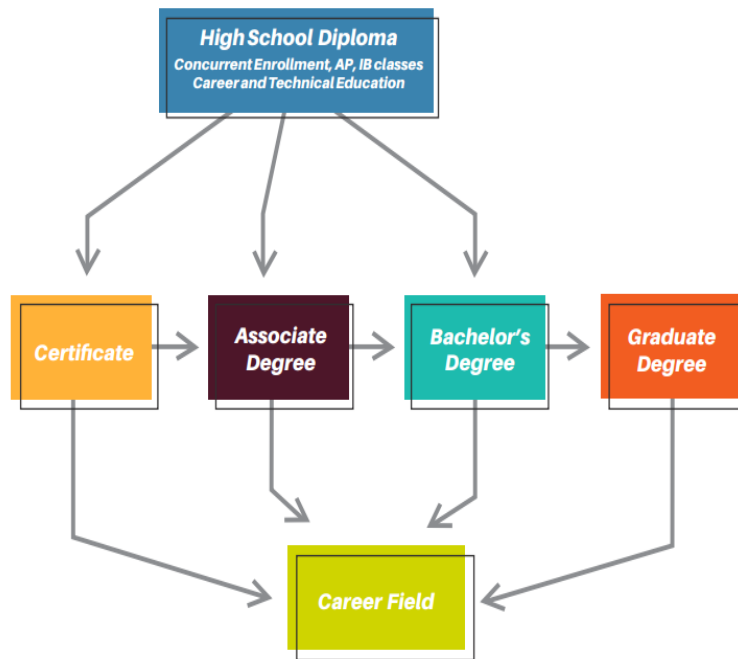 High School Diploma
Concurrent Enrollment, AP, IB classes
Career and Technical Education
Certificate
Associate
Degree
Bachelor's
Degree
Graduate
Degree
Career Field